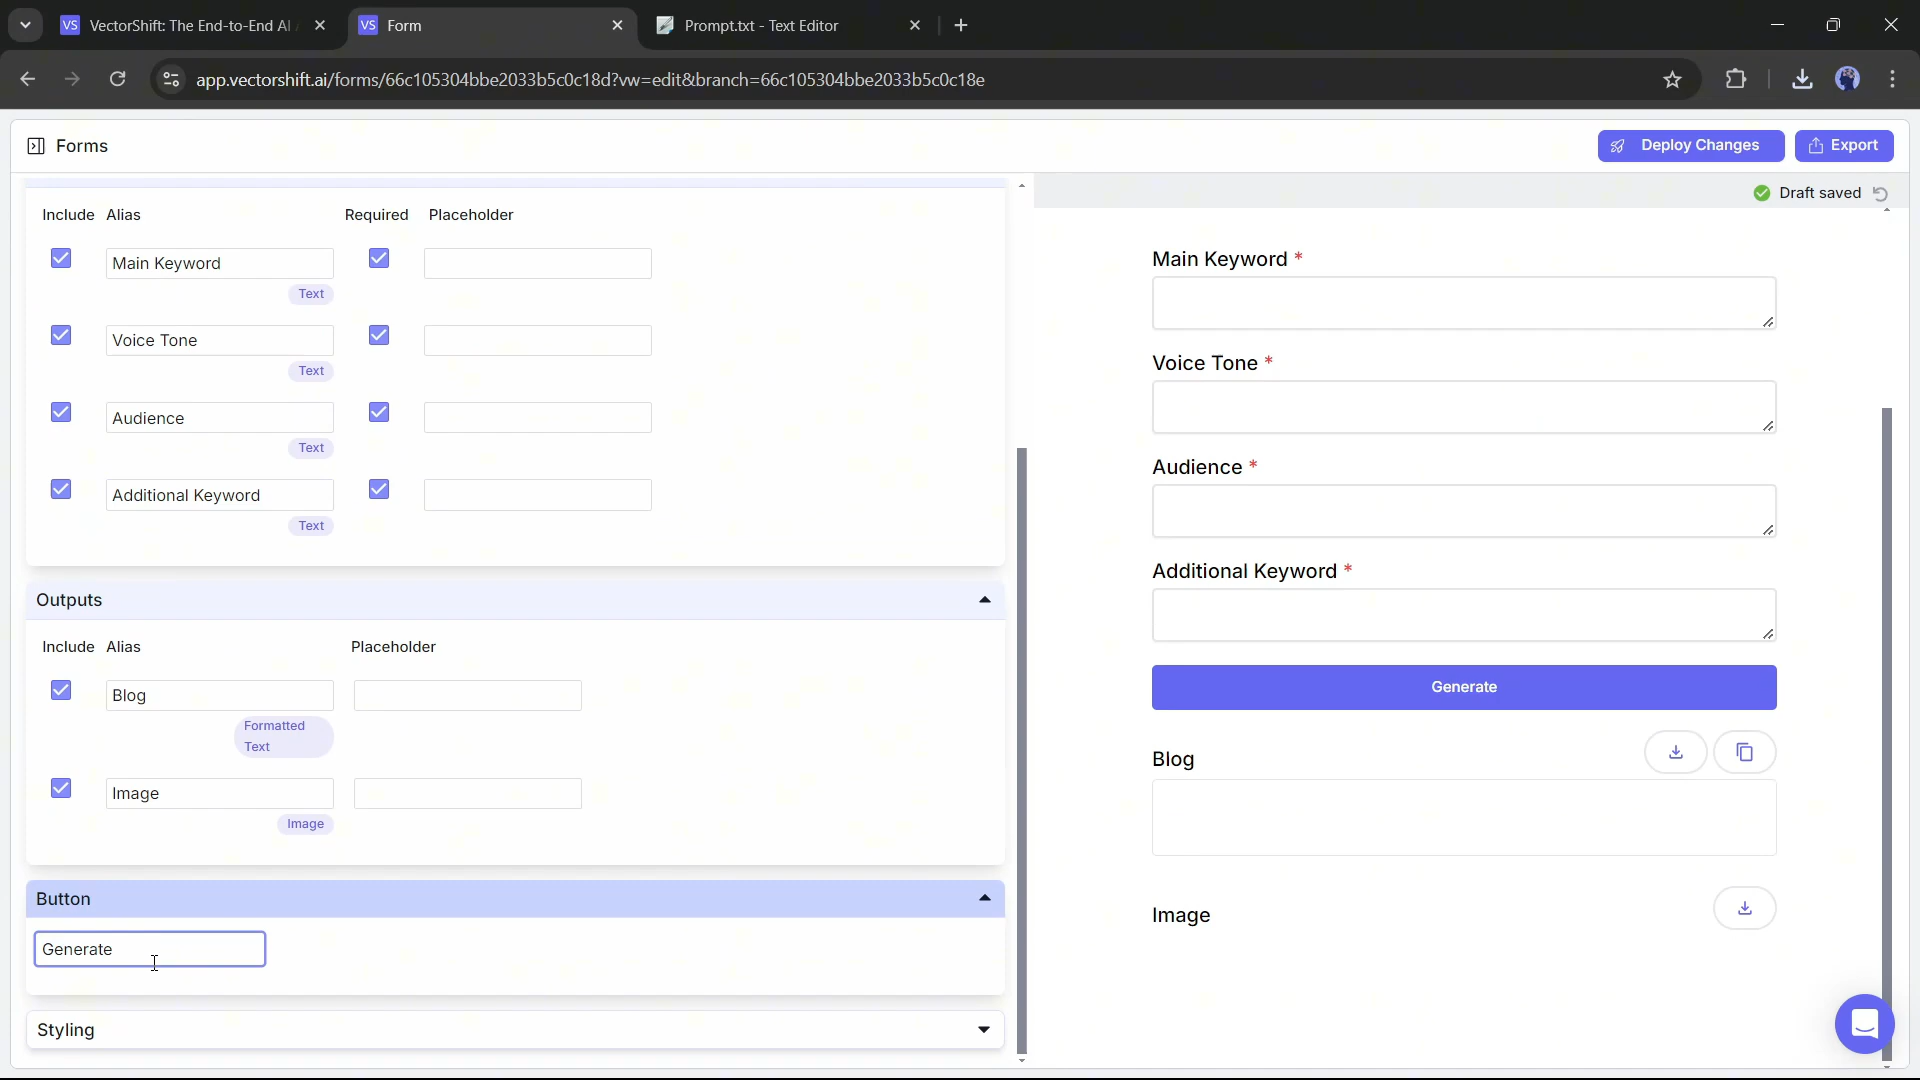 VS VectorShift: The End-to-End AI
VS Form
Prompt.txt - Text Editor
app.vectorshift.ai/forms/66c105304bbe2033b5c0c18d?vw=edit&branch=66c105304bbe2033b5c0c18e
Forms
Deploy Changes
Export
Draft saved
Include Alias Required Placeholder
Main Keyword
Text
Voice Tone
Text
Audience
Text
Additional Keyword
Text
Outputs
Include Alias Placeholder
Blog
Formatted
Text
Image
Image
Button
Generate
Styling
Main Keyword *
Voice Tone *
Audience *
Additional Keyword *
Generate
Blog
Image